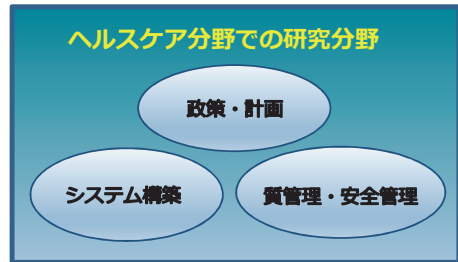 ヘルスケア分野での研究分野
政策・計画
システム構築
質管理・安全管理